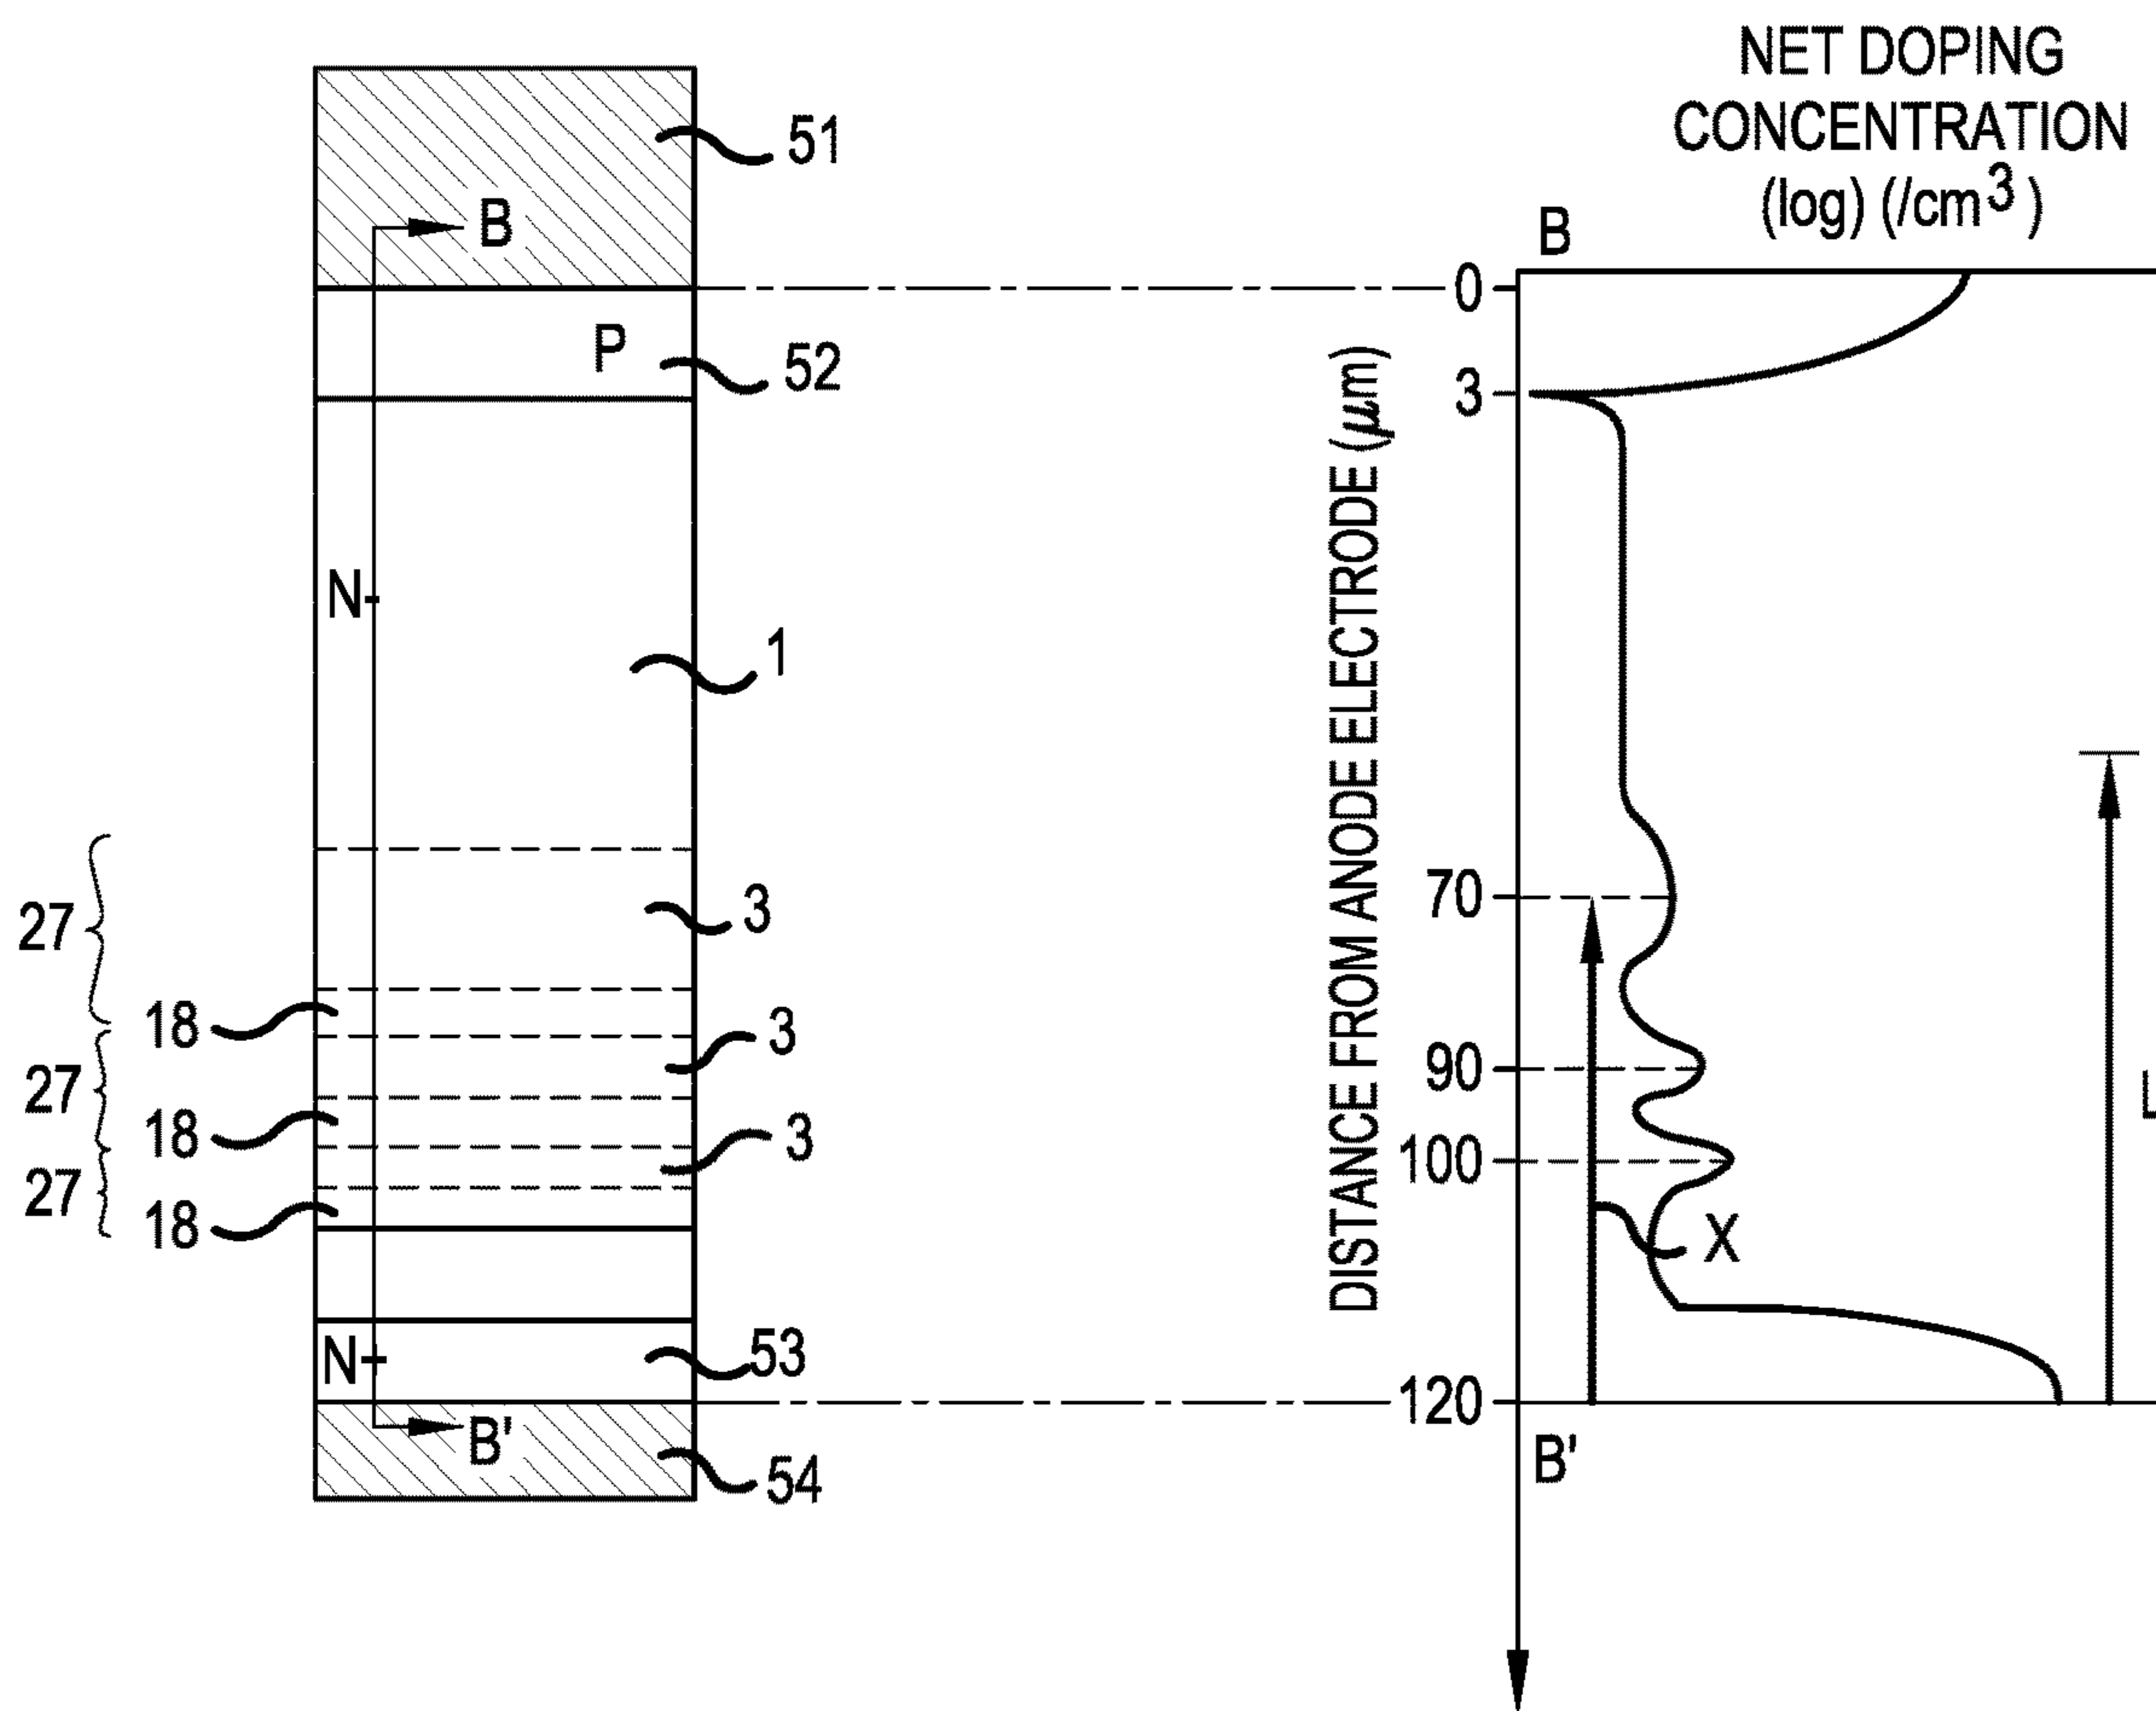 NET DOPING
CONCENTRATION
(log) (/cm³)
51
B
B
0
P
52
3
DISTANCE FROM ANODE ELECTRODE (μm)
N-
1
27
3
70
18
3
90
27
L
18
3
100
27
18
X
N+
53
120
B'
B'
54